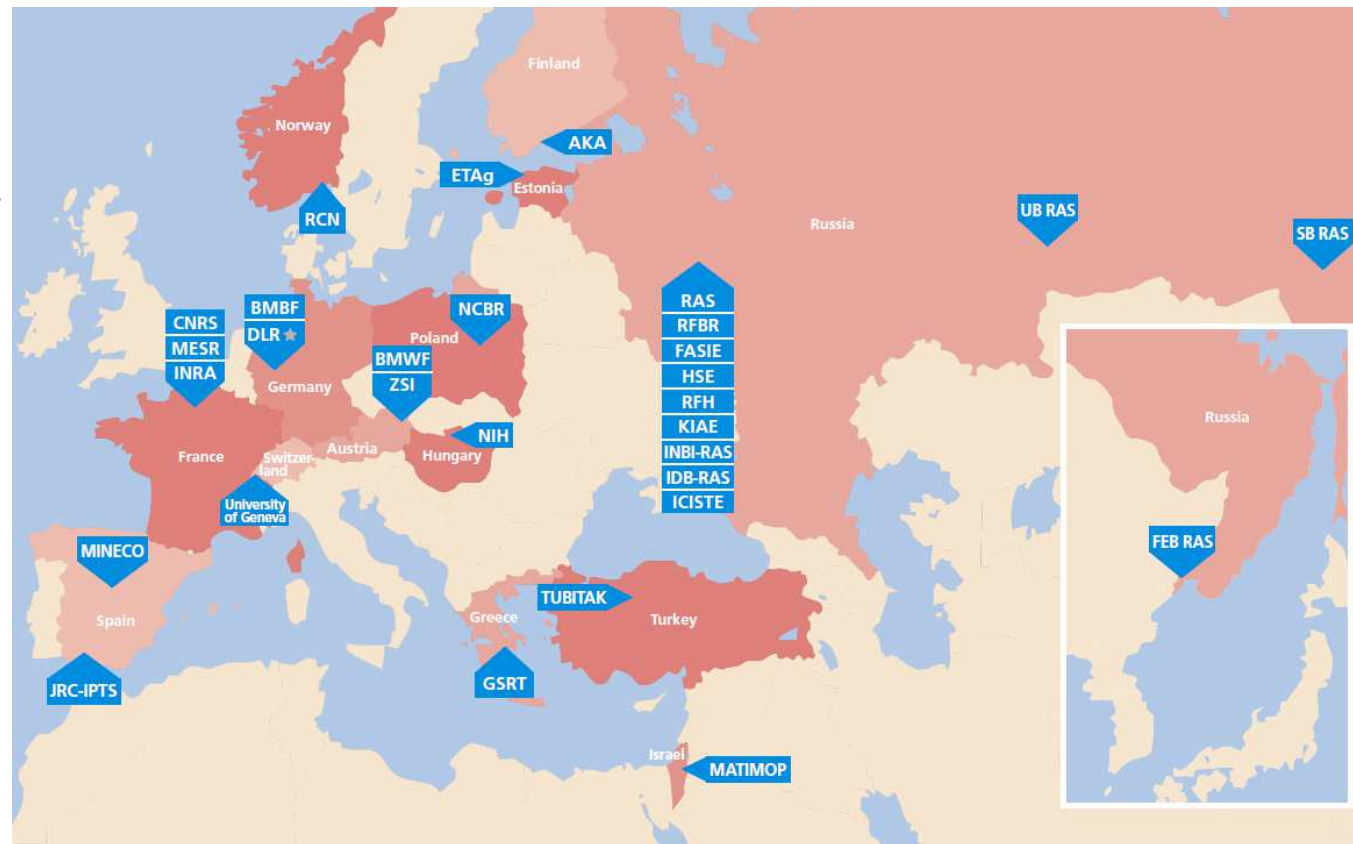 Finland
Norway
AKA
ETAg
Estonia
RCN
UB RAS
Russia
SB RAS
CNRS
MESR
INRA
BMBF
DLR
NCBR
Poland
BMWF
ZSI
Germany
RAS
RFBR
FASIE
HSE
RFH
KIAE
INBI-RAS
IDB-RAS
ICISTE
Russia
NIH
France
Switzer-
land
Austria
Hungary
University
of Geneva
MINECO
FEB RAS
TUBITAK
Spain
Greece
Turkey
JRC-IPTS
GSRT
Israel
MATIMOP